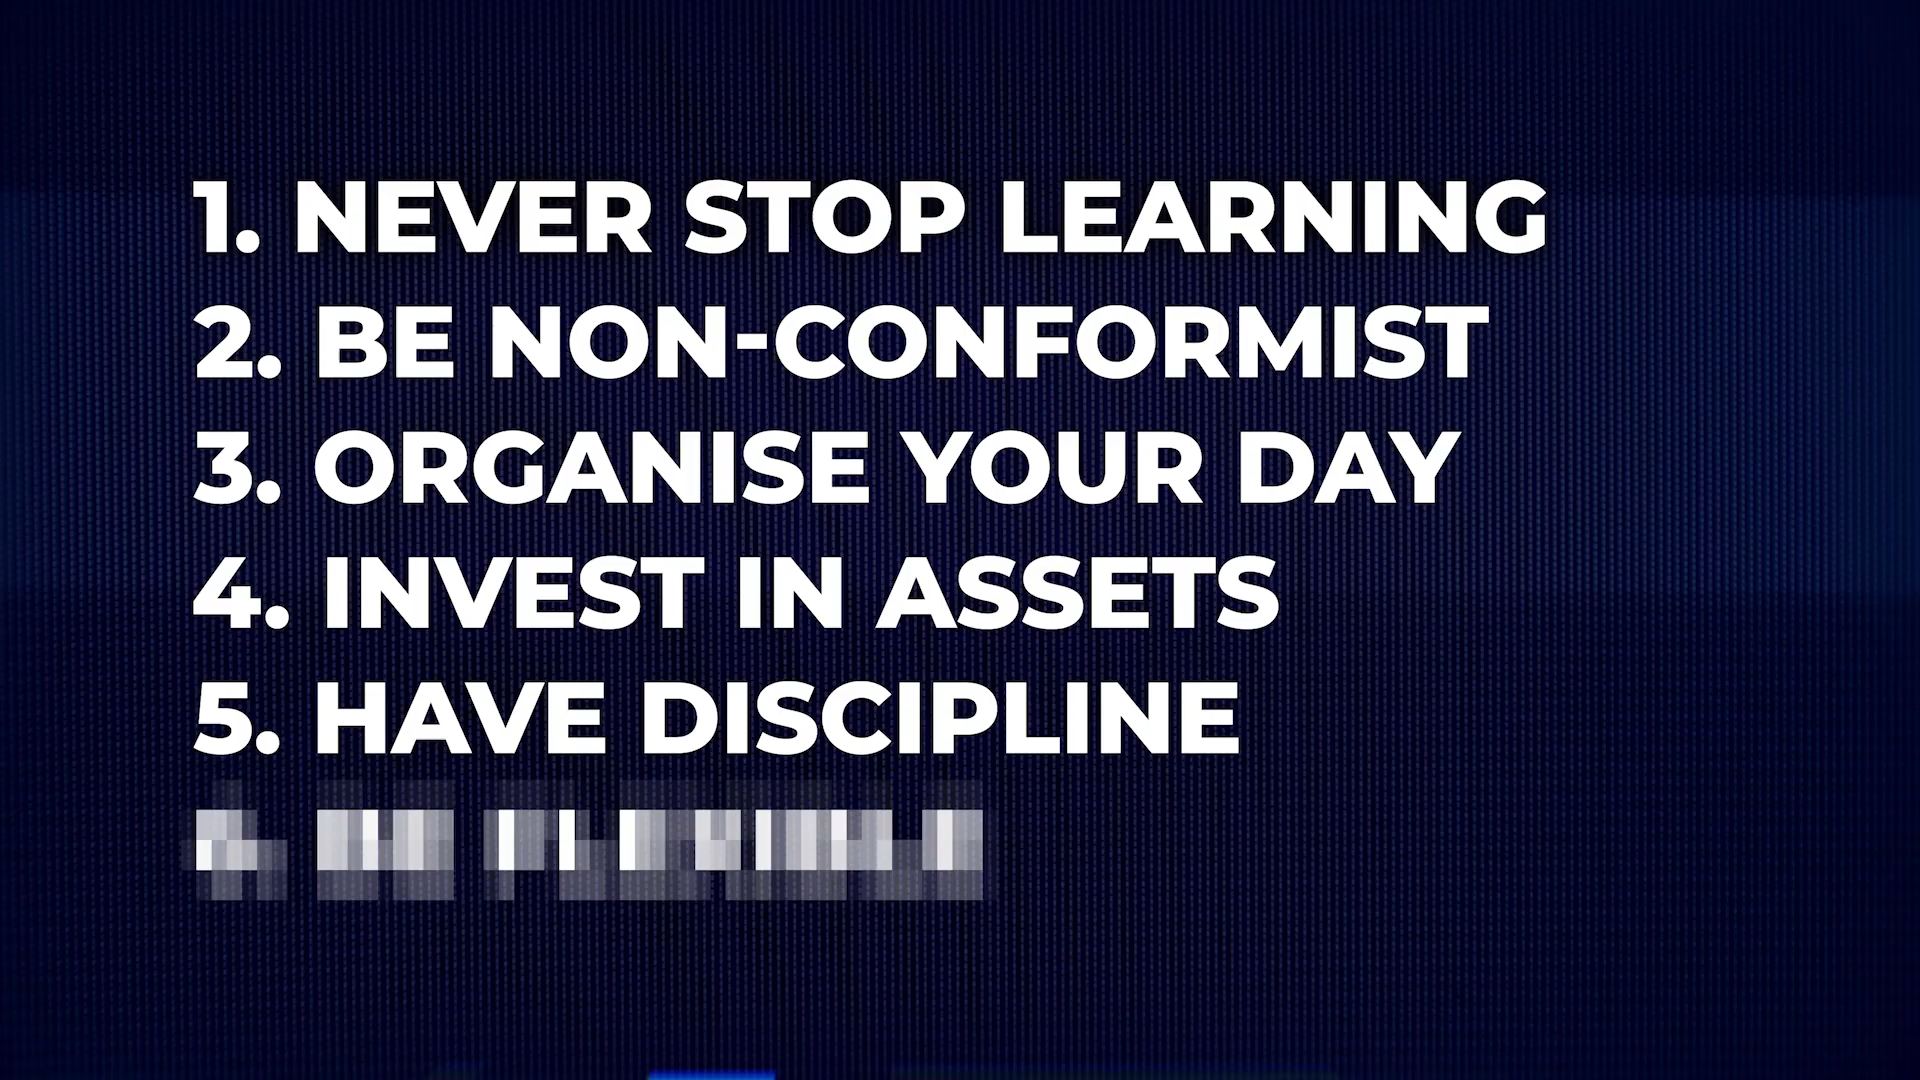 1. NEVER STOP LEARNING
2. BE NON-CONFORMIST
3. ORGANISE YOUR DAY
4. INVEST IN ASSETS
5. HAVE DISCIPLINE